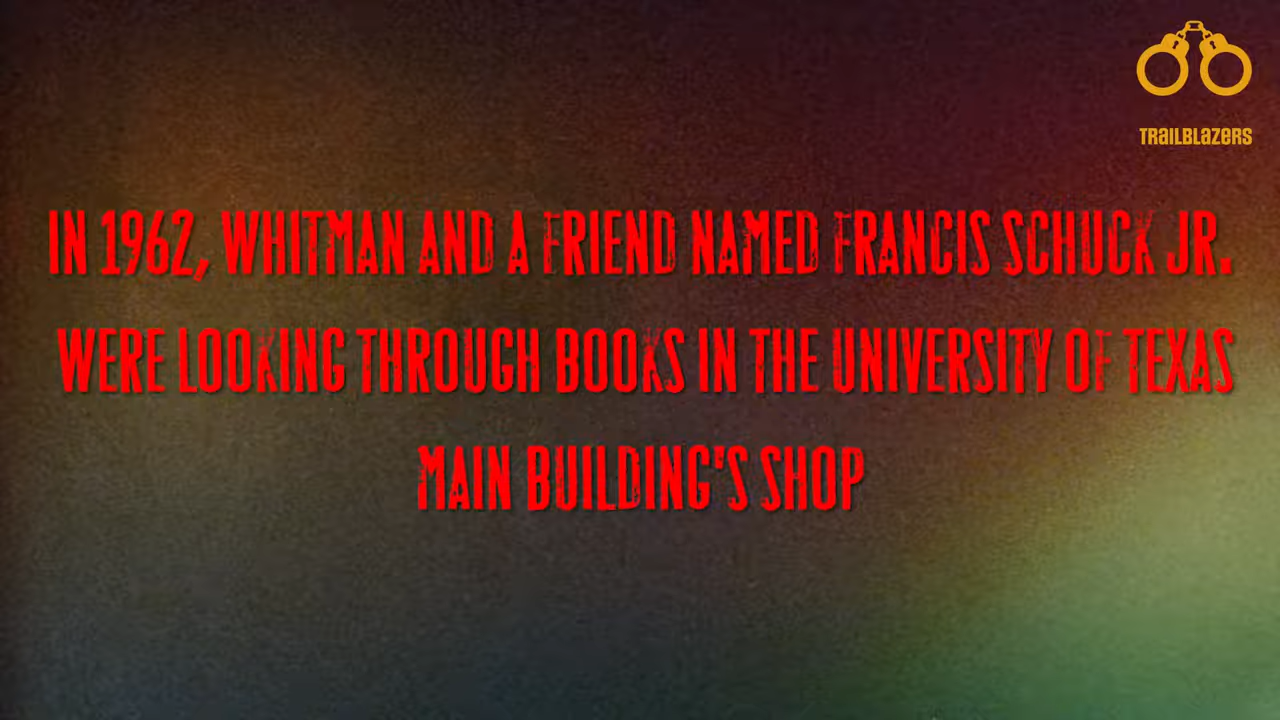 TRAILBLAZERS
IN 1962, WHITMAN AND A FRIEND NAMED FRANCIS SCHUCK JR.
WERE LOOKING THROUGH BOOKS IN THE UNIVERSITY OF TEXAS
MAIN BUILDING'S SHOP